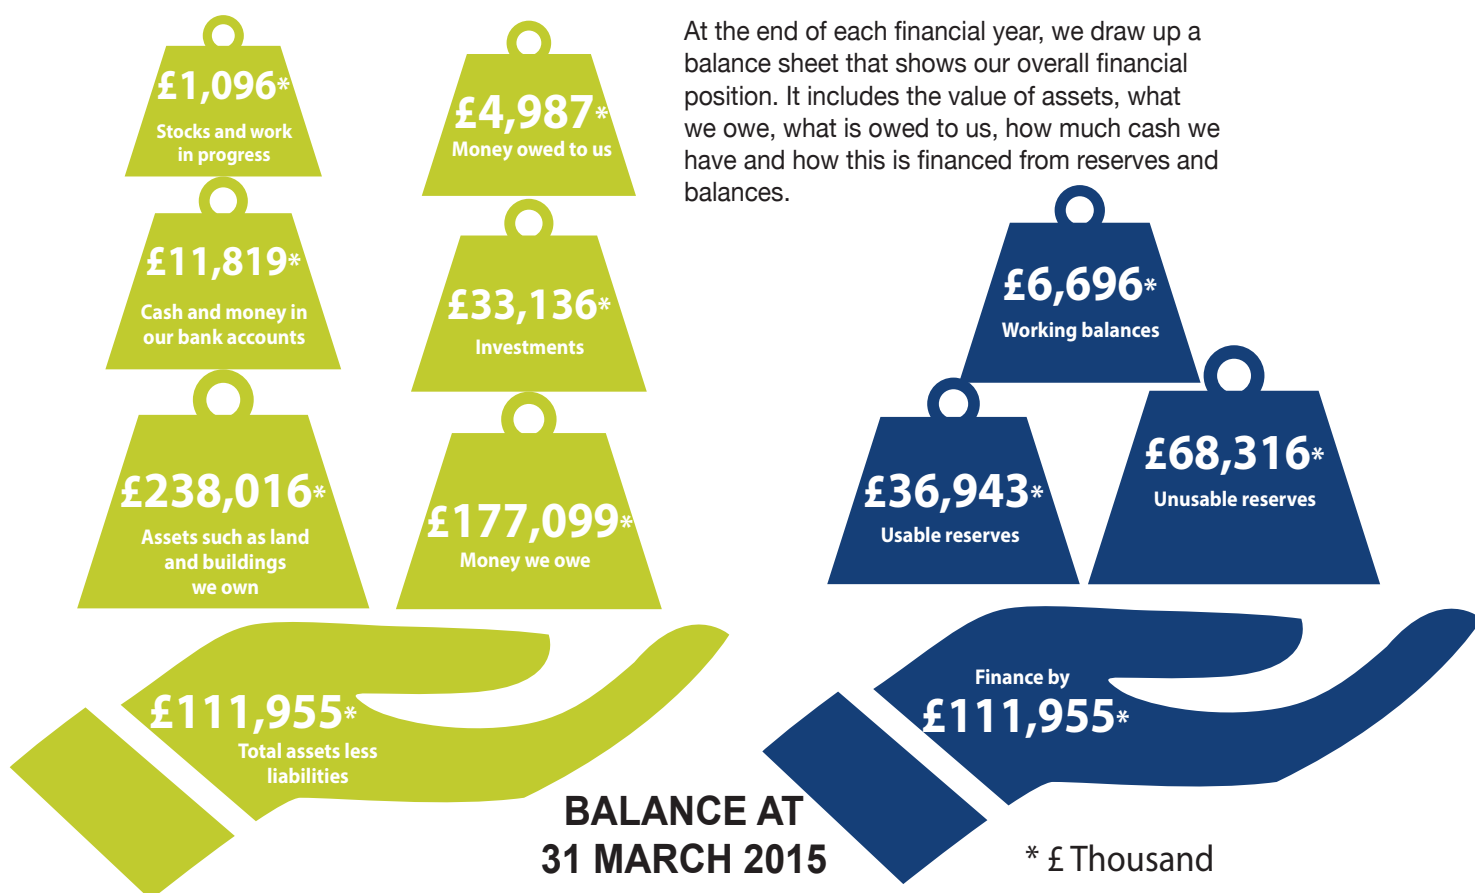 At the end of each financial year, we draw up a
balance sheet that shows our overall financial
position. It includes the value of assets, what
we owe, what is owed to us, how much cash we
have and how this is financed from reserves and
balances.
£1,096*
Stocks and work
in progress
£4,987*
Money owed to us
£11,819*
Cash and money in
our bank accounts
£33,136*
Investments
£238,016*
Assets such as land
and buildings
we own
£177,099*
Money we owe
£111,955*
Total assets less
liabilities
£6,696*
Working balances
£36,943*
Usable reserves
£68,316*
Unusable reserves
Finance by
£111,955*
BALANCE AT
31 MARCH 2015
* £ Thousand